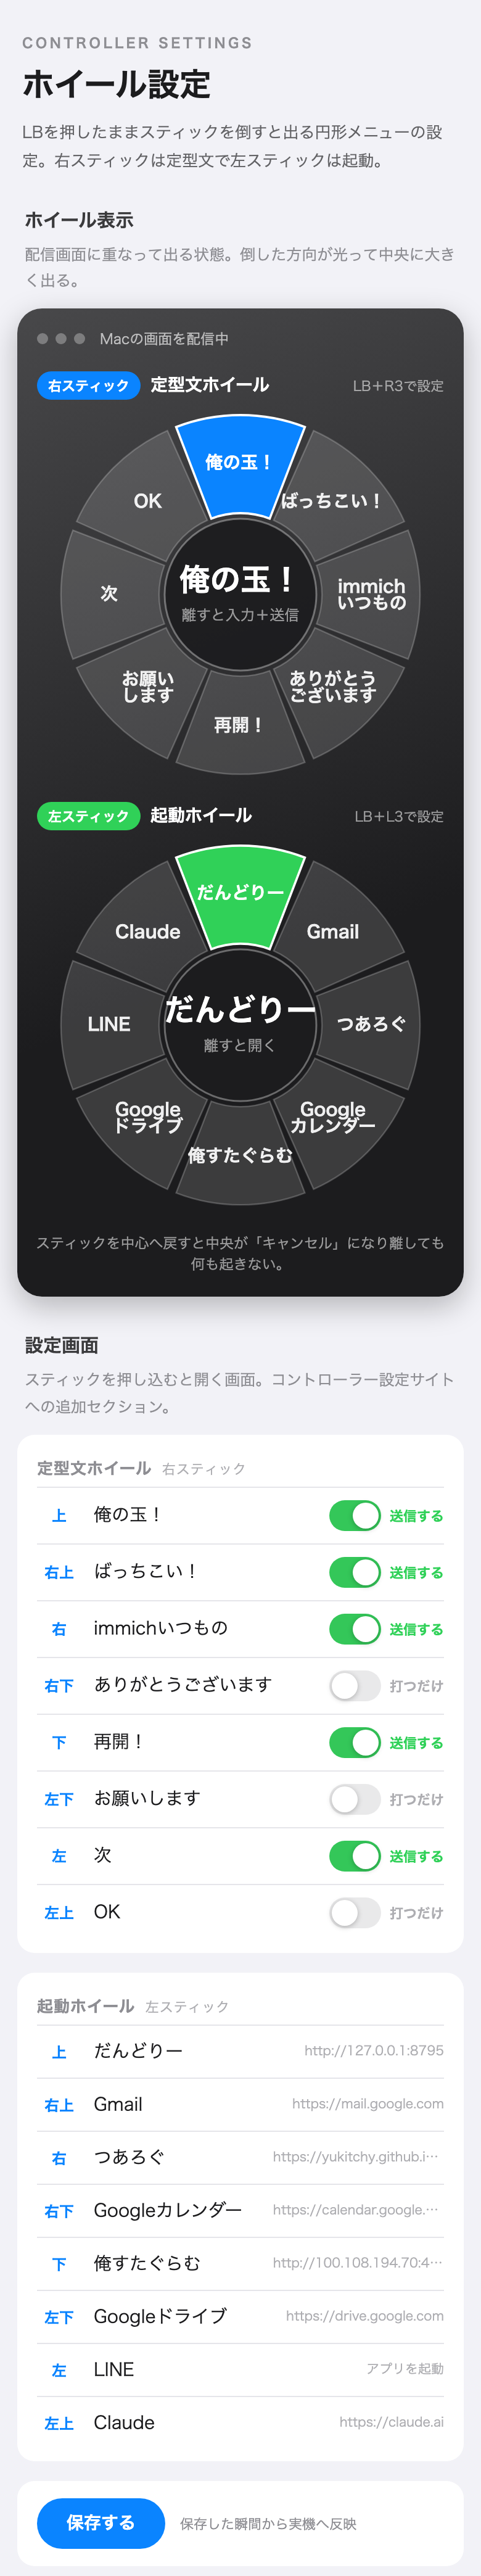 CONTROLLER SETTINGS
ホイール設定
LBを押したままスティックを倒すと出る円形メニューの設
定。右スティックは定型文で左スティックは起動。
ホイール表示
配信画面に重なって出る状態。倒した方向が光って中央に大き
く出る。
Macの画面を配信中
右スティック 定型文ホイール LB+R3で設定
俺の玉！
OK
ばっちこい！
次
俺の玉！
離すと入力+送信
immich
いつもの
お願い
します
ありがとう
ございます
再開！
左スティック 起動ホイール LB+L3で設定
だんどりー
Claude
Gmail
LINE
だんどりー
離すと開く
つあろぐ
Google
ドライブ
Google
カレンダー
俺すたぐらむ
スティックを中心へ戻すと中央が「キャンセル」になり離しても
何も起きない。
設定画面
スティックを押し込むと開く画面。コントローラー設定サイト
への追加セクション。
定型文ホイール 右スティック
上 俺の玉！ 送信する
右上 ばっちこい！ 送信する
右 immichいつもの 送信する
右下 ありがとうございます 打つだけ
下 再開！ 送信する
左下 お願いします 打つだけ
左 次 送信する
左上 OK 打つだけ
起動ホイール 左スティック
上 だんどりー http://127.0.0.1:8795
右上 Gmail https://mail.google.com
右 つあろぐ https://yukitchy.github.i…
右下 Googleカレンダー https://calendar.google.…
下 俺すたぐらむ http://100.108.194.70:4…
左下 Googleドライブ https://drive.google.com
左 LINE アプリを起動
左上 Claude https://claude.ai
保存する 保存した瞬間から実機へ反映